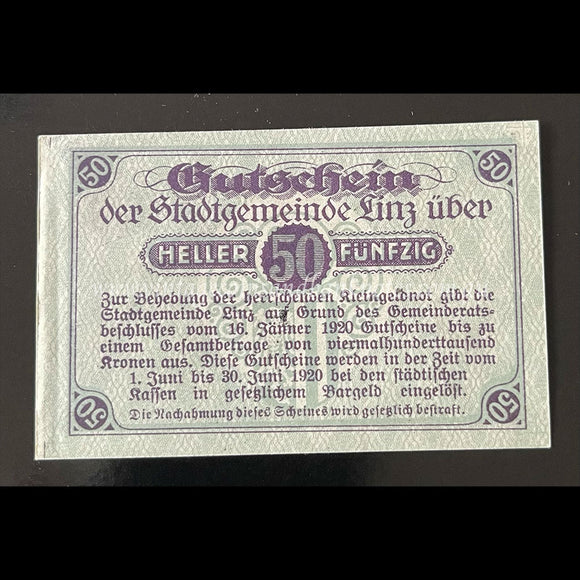 50 50
Gutschein
der Stadtgemeinde Linz über
HELLER 50 FÜNFZIG
Zur Behebung der herrschenden Kleingeldnot gibt die
Stadtgemeinde Linz auf Grund des Gemeinderats-
beschlusses vom 16. Jänner 1920 Gutscheine bis zu
einem Gesamtbetrage von viermalhunderttausend
Kronen aus. Diese Gutscheine werden in der Zeit vom
1. Juni bis 30. Juni 1920 bei den städtischen
Kassen in gesetzlichem Bargeld eingelöst.
Die Nachahmung dieses Scheines wird gesetzlich bestraft.
50 50